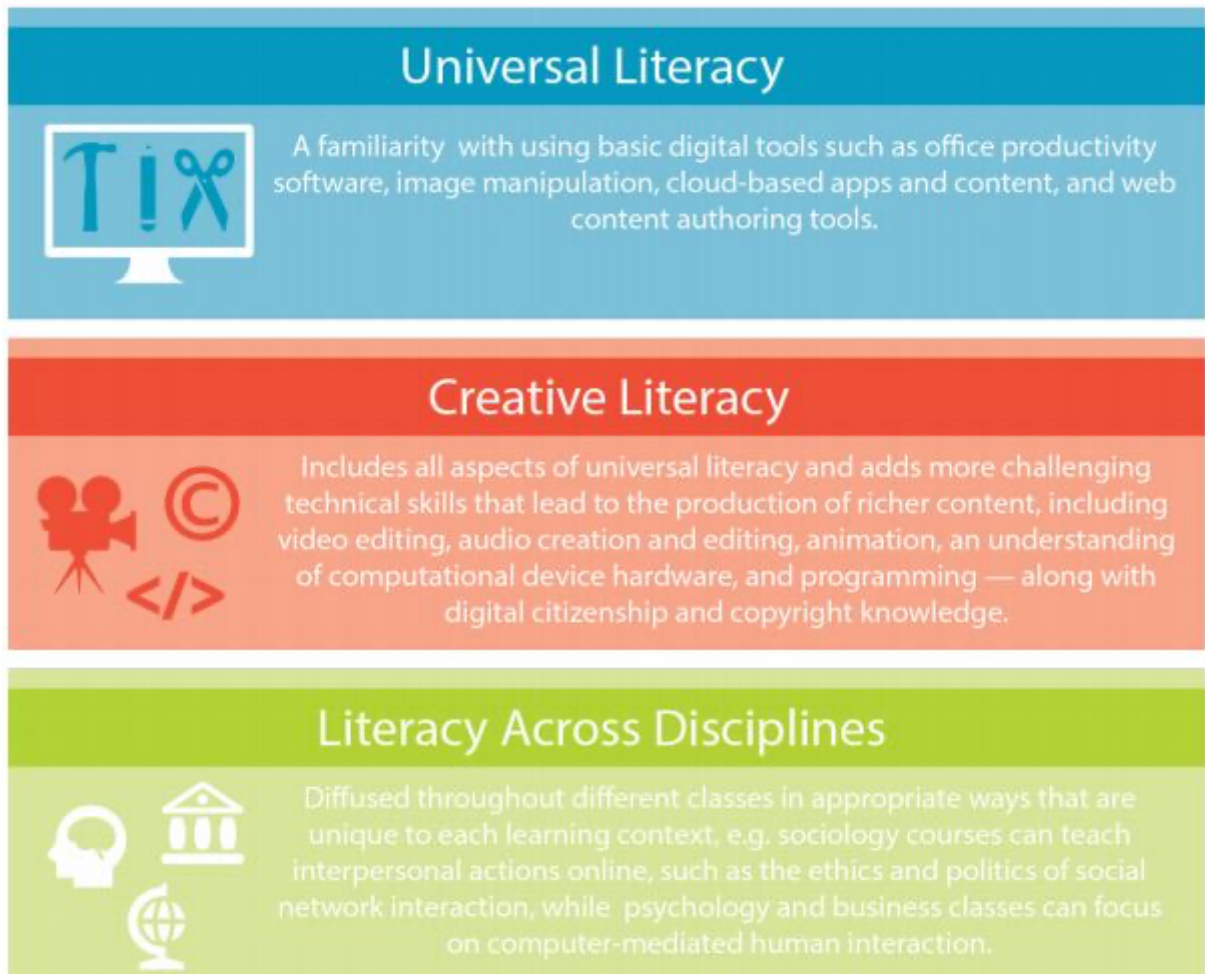 Universal Literacy
A familiarity with using basic digital tools such as office productivity
software, image manipulation, cloud-based apps and content, and web
content authoring tools.
Creative Literacy
Includes all aspects of universal literacy and adds more challenging
technical skills that lead to the production of richer content, including
video editing, audio creation and editing, animation, an understanding
of computational device hardware, and programming — along with
digital citizenship and copyright knowledge.
©
</>
Literacy Across Disciplines
Diffused throughout different classes in appropriate ways that are
unique to each learning context, e.g. sociology courses can teach
interpersonal actions online, such as the ethics and politics of social
network interaction, while psychology and business classes can focus
on computer-mediated human interaction.